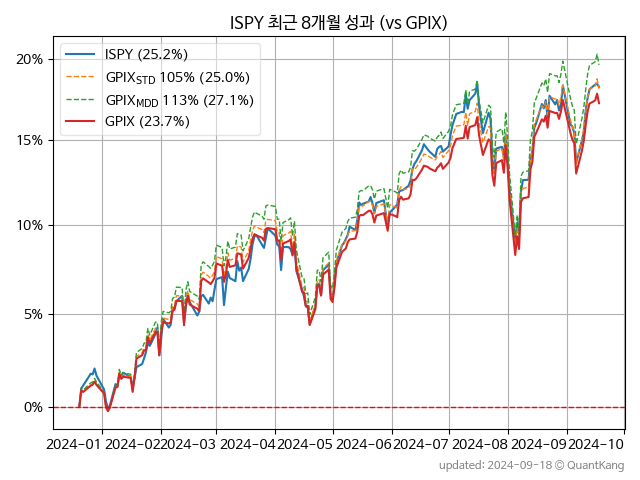 ISPY 최근 8개월 성과 (vs GPIX)
ISPY (25.2%)
GPIX_STD 105% (25.0%)
GPIX_MDD 113% (27.1%)
GPIX (23.7%)
20%
15%
10%
5%
0%
2024-01 2024-02 2024-03 2024-04 2024-05 2024-06 2024-07 2024-08 2024-09 2024-10
updated: 2024-09-18 © QuantKang